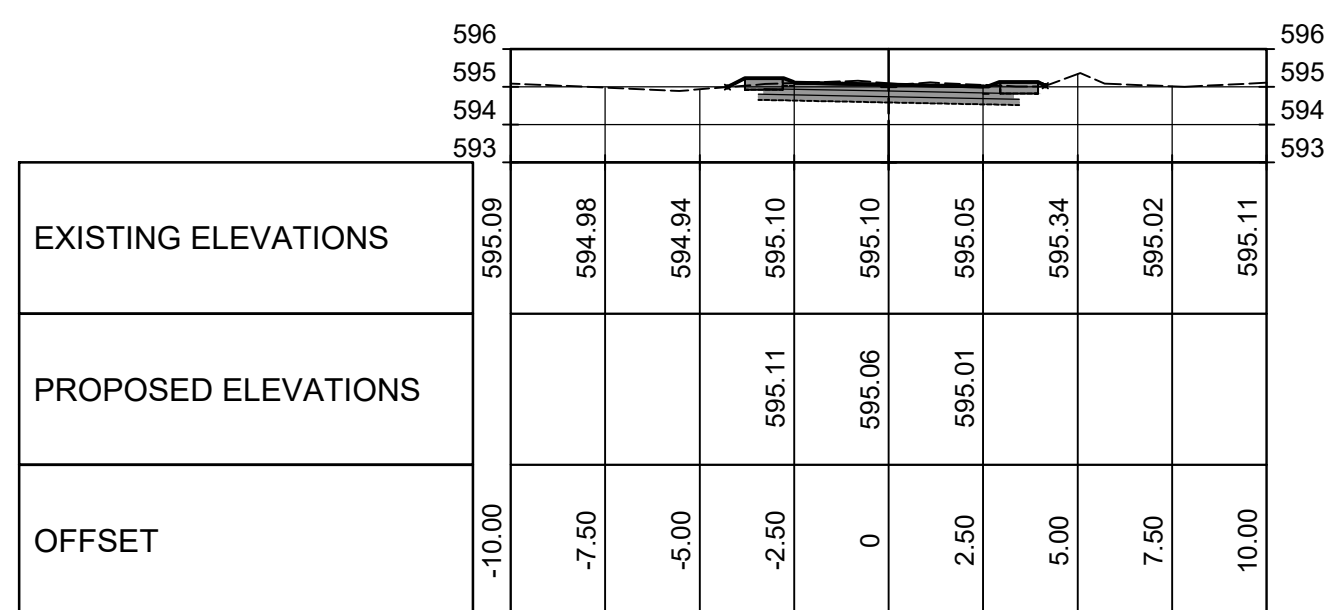 596 596
595 595
594 594
593 593
EXISTING ELEVATIONS 595.09 594.98 594.94 595.10 595.10 595.05 595.34 595.02 595.11
PROPOSED ELEVATIONS 595.11 595.06 595.01
OFFSET -10.00 -7.50 -5.00 -2.50 0 2.50 5.00 7.50 10.00